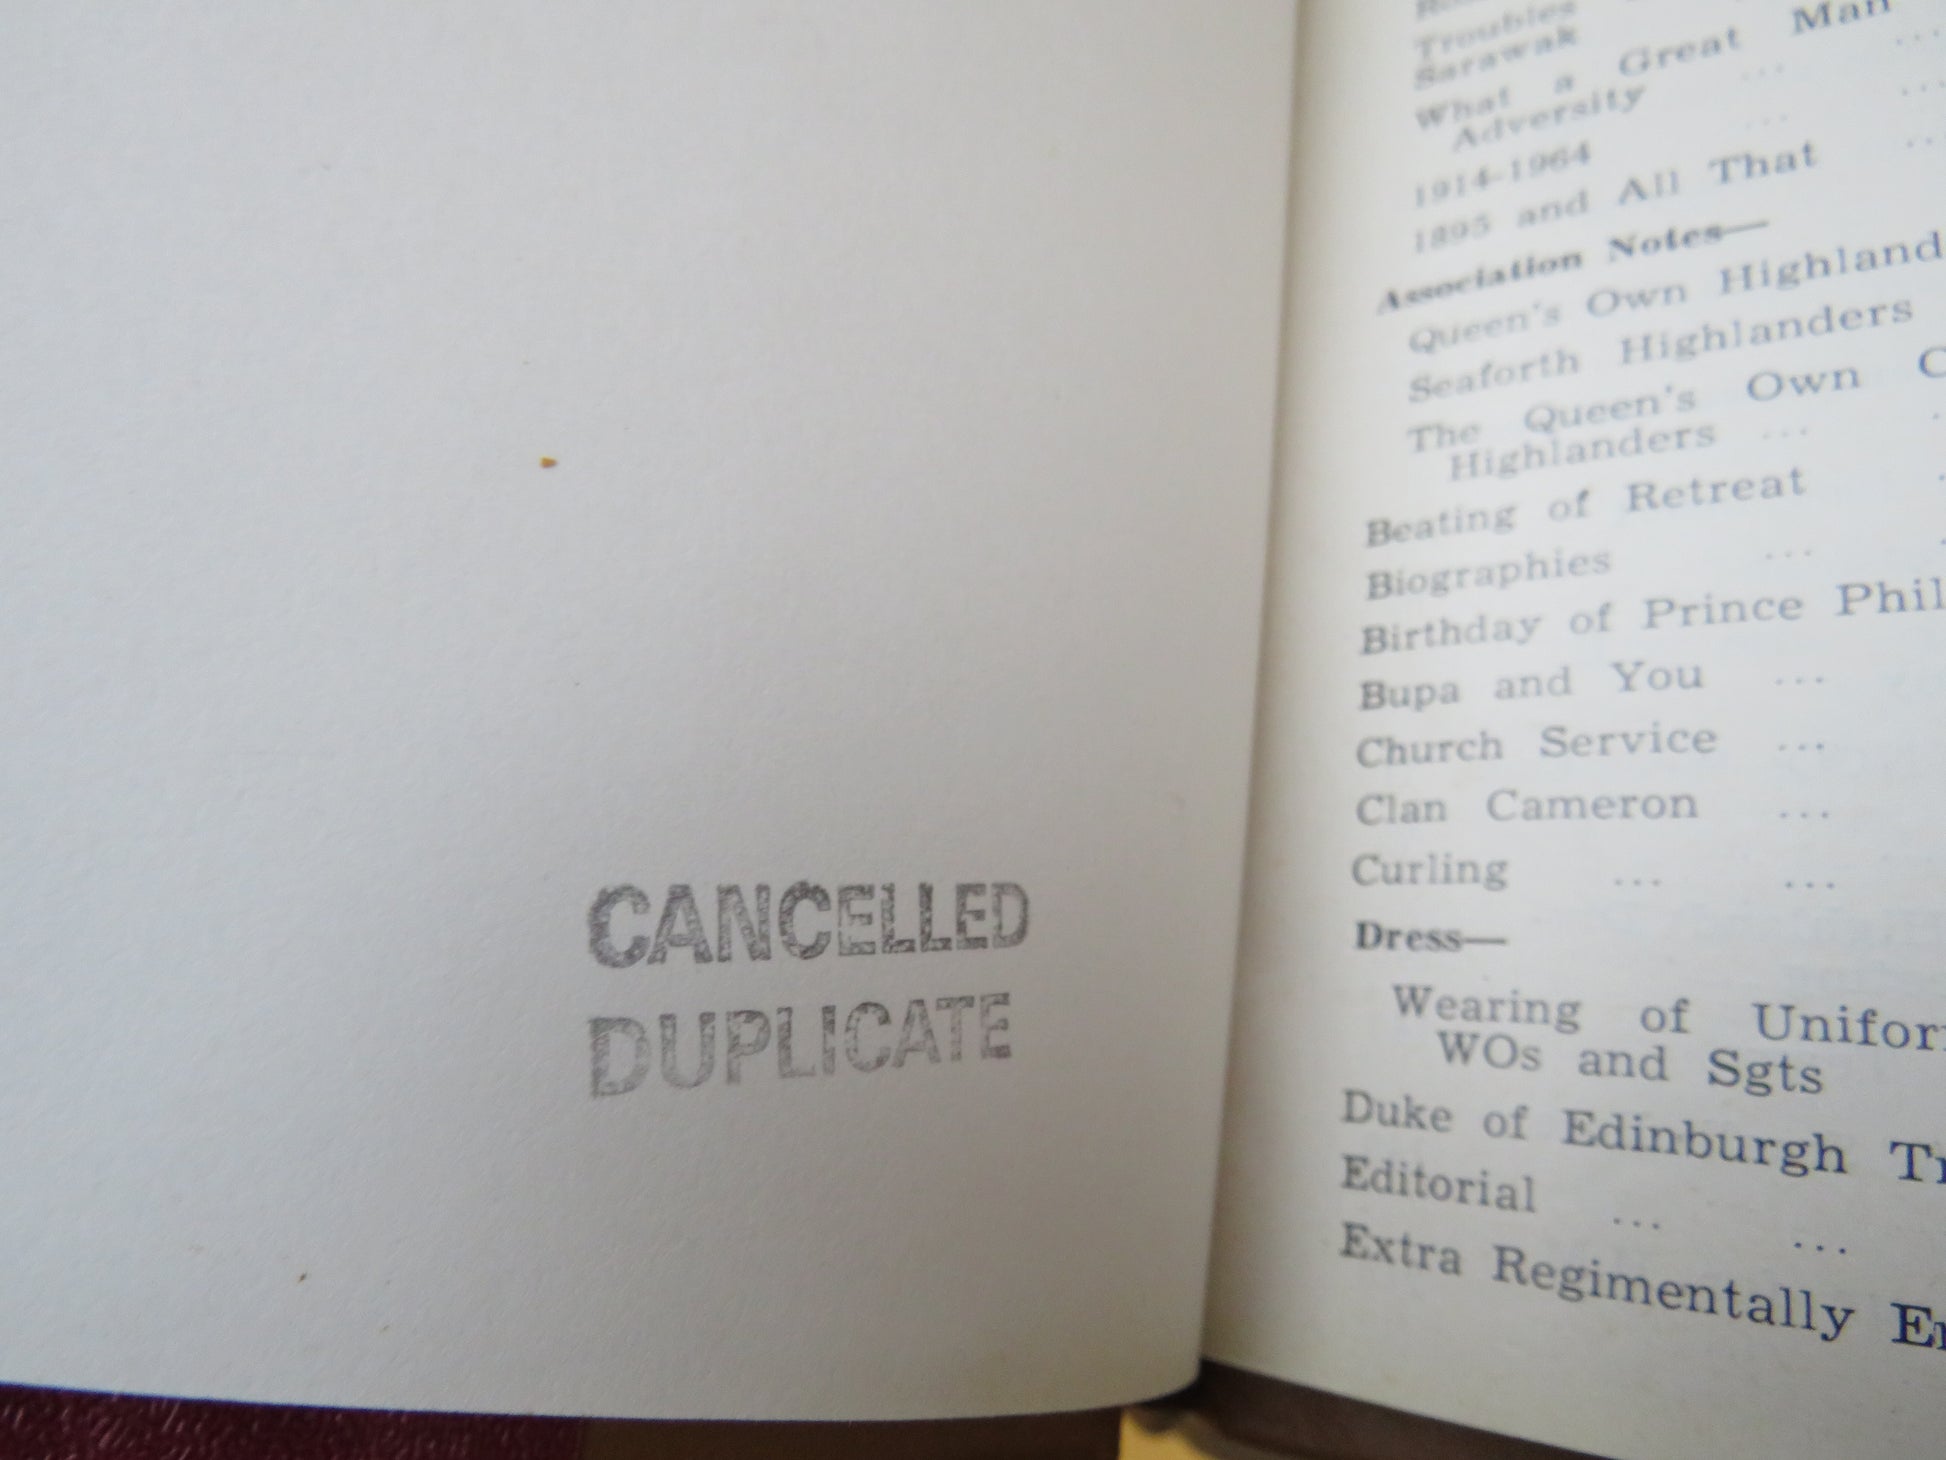 CANCELLED
DUPLICATE
Troubles
Sarawak
What a Great Man
Adversity ... ...
1914-1964 ... ...
1895 and All That ...
Association Notes—
Queen's Own Highland
Seaforth Highlanders
The Queen's Own C
Highlanders ...
Beating of Retreat
Biographies ...
Birthday of Prince Phil
Bupa and You ...
Church Service ...
Clan Cameron ...
Curling ... ...
Dress—
Wearing of Unifor
WOs and Sgts
Duke of Edinburgh Tr
Editorial ... ...
Extra Regimentally Em